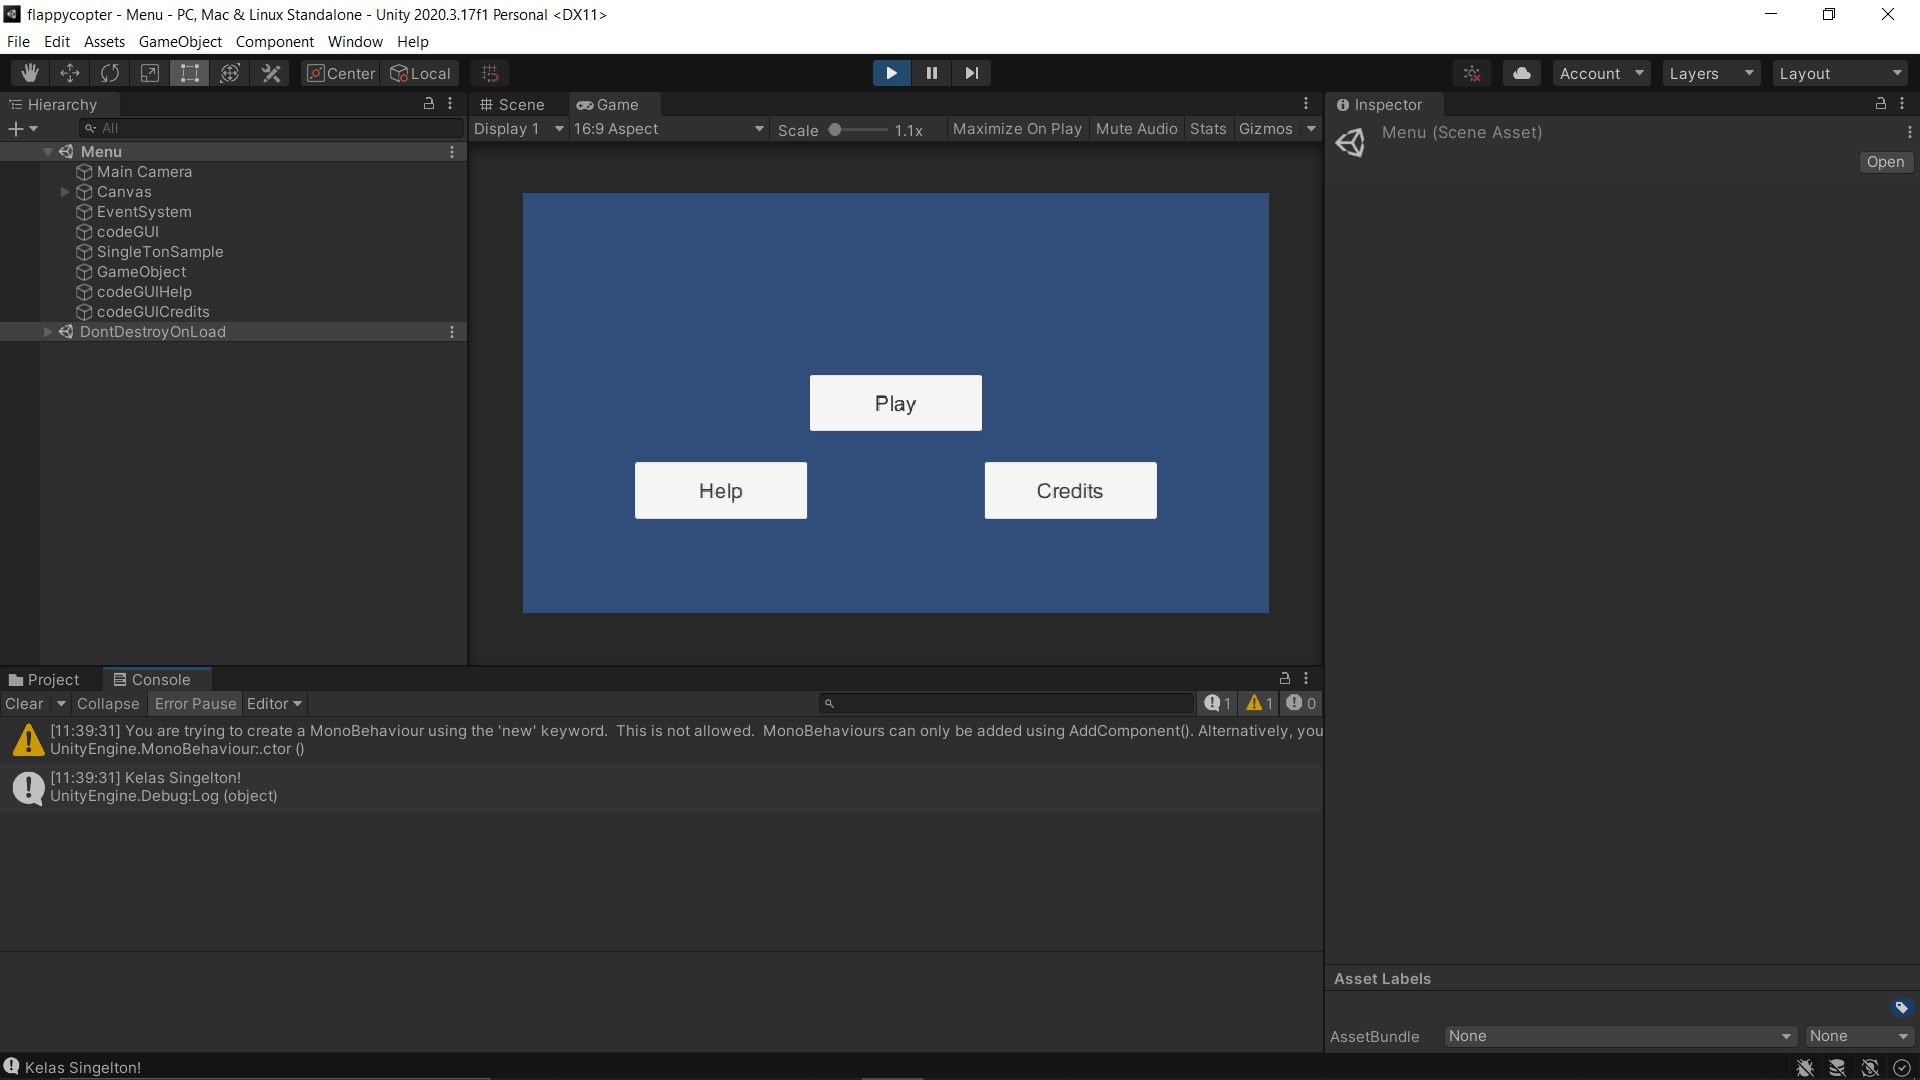 flappycopter - Menu - PC, Mac & Linux Standalone - Unity 2020.3.17f1 Personal <DX11>
File Edit Assets GameObject Component Window Help
Center Local Account Layers Layout
Hierarchy
All
Menu
Main Camera
Canvas
EventSystem
codeGUI
SingleTonSample
GameObject
codeGUIHelp
codeGUICredits
DontDestroyOnLoad
Scene Game
Display 1 16:9 Aspect Scale 1.1x Maximize On Play Mute Audio Stats Gizmos
Play
Help Credits
Inspector
Menu (Scene Asset)
Open
Project Console
Clear Collapse Error Pause Editor 1 1 0
[11:39:31] You are trying to create a MonoBehaviour using the 'new' keyword.  This is not allowed.  MonoBehaviours can only be added using AddComponent(). Alternatively, you
UnityEngine.MonoBehaviour:.ctor ()
[11:39:31] Kelas Singelton!
UnityEngine.Debug:Log (object)
Asset Labels
AssetBundle None None
Kelas Singelton!